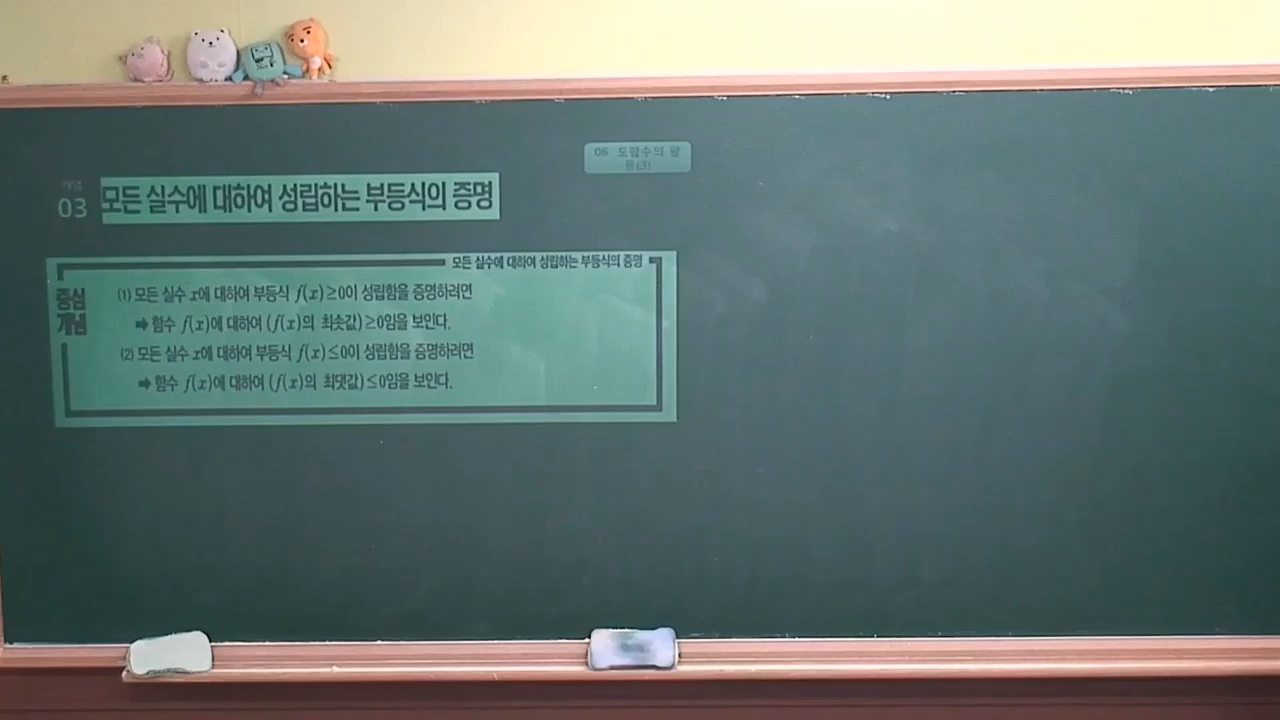 06 도함수의 활
용(3)
개념
03 모든 실수에 대하여 성립하는 부등식의 증명
모든 실수에 대하여 성립하는 부등식의 증명
중심
개념
(1) 모든 실수 x에 대하여 부등식 f(x)≥0이 성립함을 증명하려면
➡ 함수 f(x)에 대하여 (f(x)의 최솟값)≥0임을 보인다.
(2) 모든 실수 x에 대하여 부등식 f(x)≤0이 성립함을 증명하려면
➡ 함수 f(x)에 대하여 (f(x)의 최댓값)≤0임을 보인다.